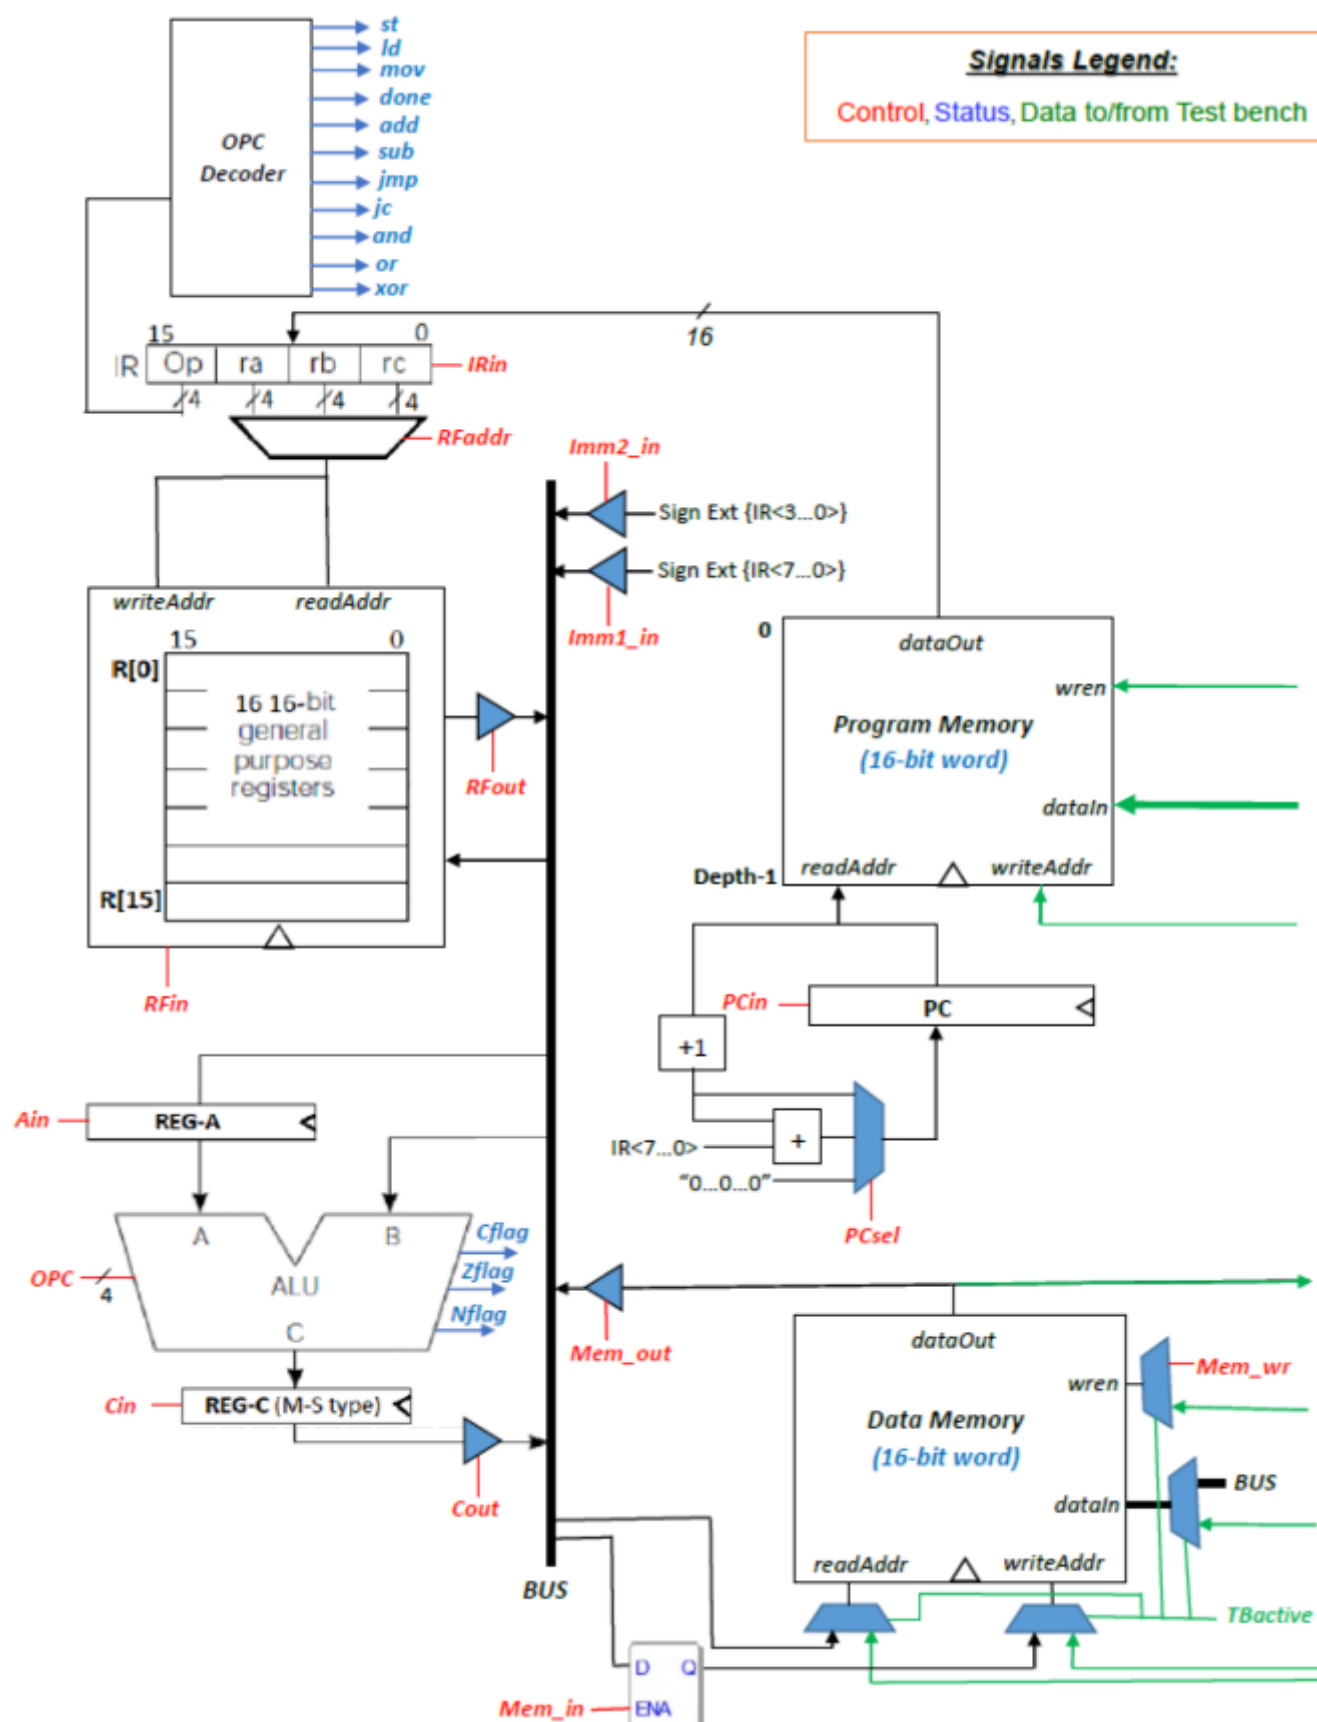 st
ld
mov
done
add
sub
jmp
jc
and
or
xor
OPC
Decoder
Signals Legend:
Control, Status, Data to/from Test bench
15
0
16
IR
Op
ra
rb
rc
IRin
4
4
4
4
RFaddr
Imm2_in
Sign Ext {IR<3...0>}
Sign Ext {IR<7...0>}
Imm1_in
writeAddr
readAddr
15
0
R[0]
16 16-bit
general
purpose
registers
R[15]
RFout
RFin
0
dataOut
wren
Program Memory
(16-bit word)
dataIn
Depth-1
readAddr
writeAddr
PCin
PC
+1
+
IR<7...0>
"0...0...0"
PCsel
Ain
REG-A
A
B
Cflag
OPC
4
ALU
Zflag
Nflag
C
Cin
REG-C (M-S type)
Cout
Mem_out
dataOut
wren
Mem_wr
Data Memory
(16-bit word)
dataIn
BUS
readAddr
writeAddr
BUS
TBactive
D
Q
Mem_in
ENA